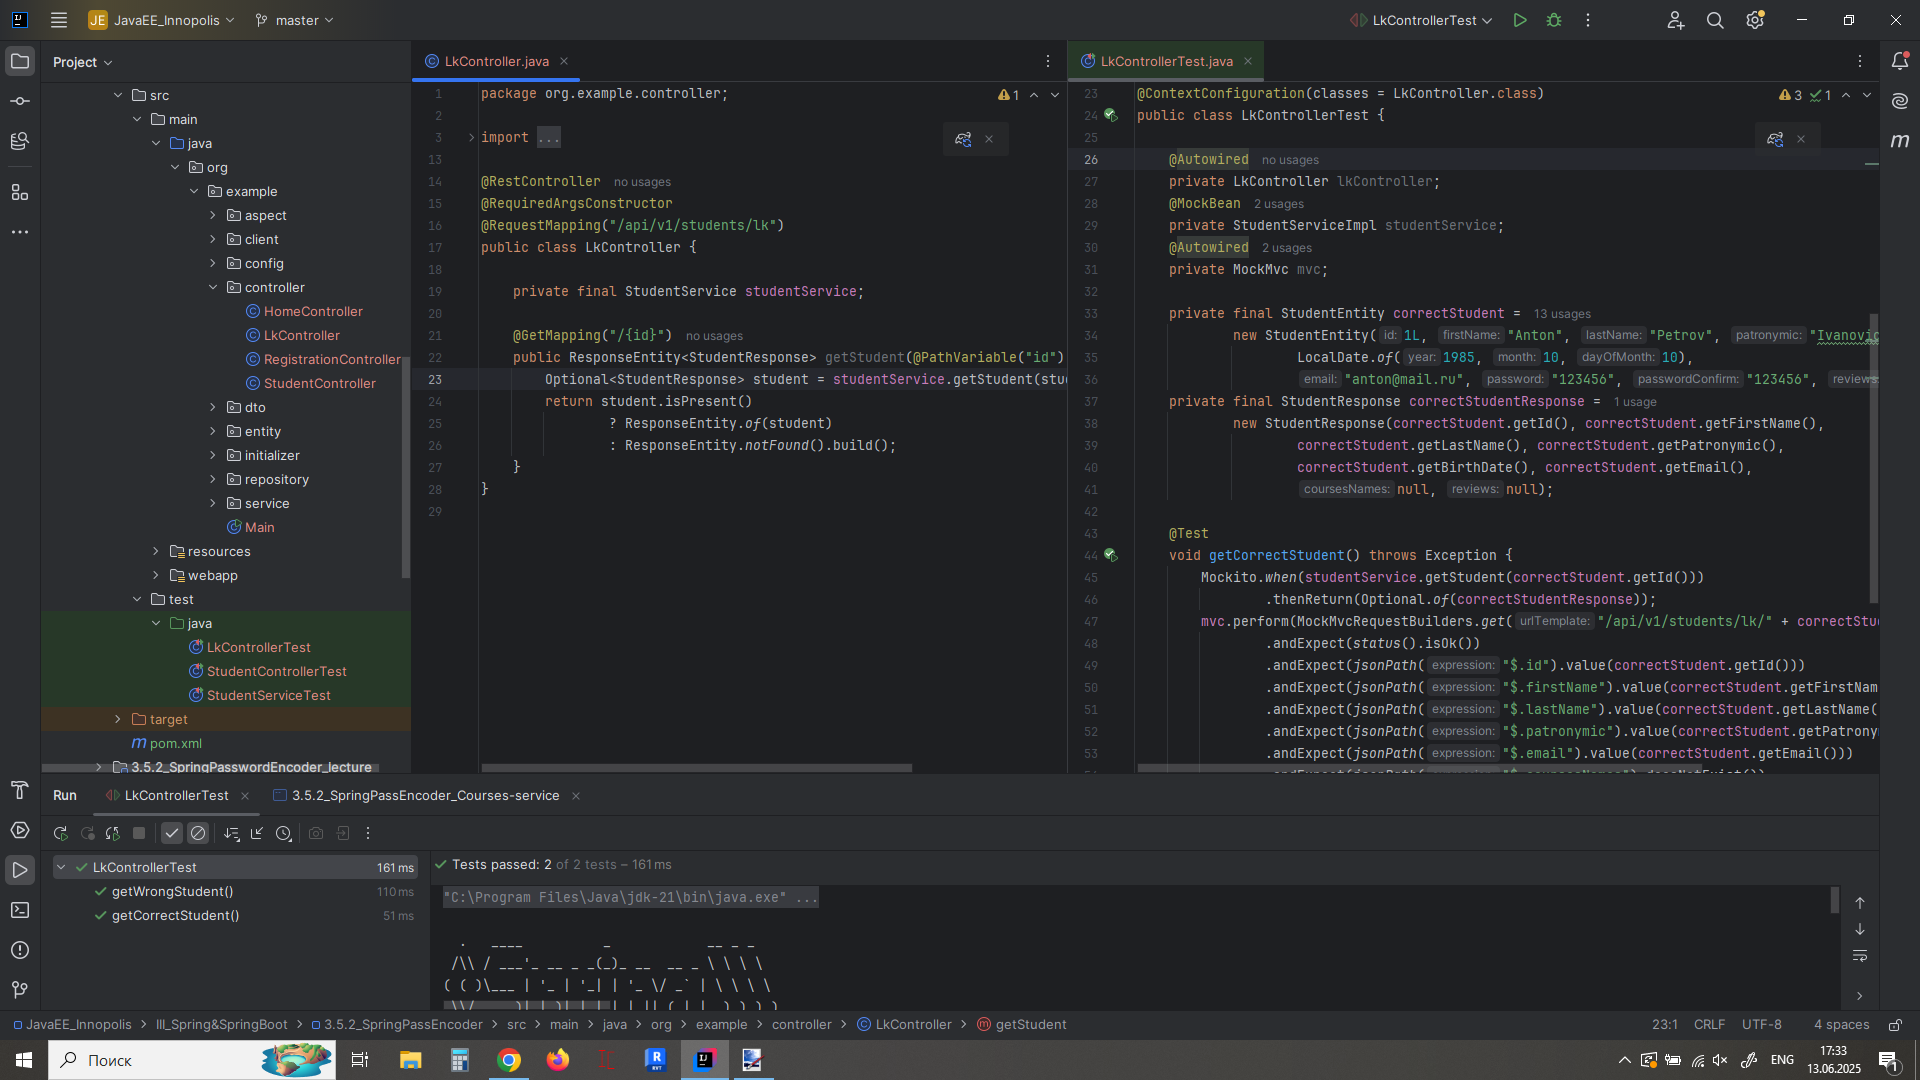 JE JavaEE_Innopolis master LkControllerTest
Project
src
main
java
org
example
aspect
client
config
controller
HomeController
LkController
RegistrationController
StudentController
dto
entity
initializer
repository
service
Main
resources
webapp
test
java
LkControllerTest
StudentControllerTest
StudentServiceTest
target
pom.xml
3.5.2_SpringPasswordEncoder_lecture
LkController.java
1 package org.example.controller;
2
3 import ...
13
14 @RestController no usages
15 @RequiredArgsConstructor
16 @RequestMapping("/api/v1/students/lk")
17 public class LkController {
18
19 private final StudentService studentService;
20
21 @GetMapping("/{id}") no usages
22 public ResponseEntity<StudentResponse> getStudent(@PathVariable("id")
23 Optional<StudentResponse> student = studentService.getStudent(stu
24 return student.isPresent()
25 ? ResponseEntity.of(student)
26 : ResponseEntity.notFound().build();
27 }
28 }
29
1
LkControllerTest.java
23 @ContextConfiguration(classes = LkController.class)
24 public class LkControllerTest {
25
26 @Autowired no usages
27 private LkController lkController;
28 @MockBean 2 usages
29 private StudentServiceImpl studentService;
30 @Autowired 2 usages
31 private MockMvc mvc;
32
33 private final StudentEntity correctStudent = 13 usages
34 new StudentEntity( id: 1L, firstName: "Anton", lastName: "Petrov", patronymic: "Ivanovic
35 LocalDate.of( year: 1985, month: 10, dayOfMonth: 10),
36 email: "anton@mail.ru", password: "123456", passwordConfirm: "123456", reviews:
37 private final StudentResponse correctStudentResponse = 1 usage
38 new StudentResponse(correctStudent.getId(), correctStudent.getFirstName(),
39 correctStudent.getLastName(), correctStudent.getPatronymic(),
40 correctStudent.getBirthDate(), correctStudent.getEmail(),
41 coursesNames: null, reviews: null);
42
43 @Test
44 void getCorrectStudent() throws Exception {
45 Mockito.when(studentService.getStudent(correctStudent.getId()))
46 .thenReturn(Optional.of(correctStudentResponse));
47 mvc.perform(MockMvcRequestBuilders.get( urlTemplate: "/api/v1/students/lk/" + correctStu
48 .andExpect(status().isOk())
49 .andExpect(jsonPath( expression: "$.id").value(correctStudent.getId()))
50 .andExpect(jsonPath( expression: "$.firstName").value(correctStudent.getFirstNam
51 .andExpect(jsonPath( expression: "$.lastName").value(correctStudent.getLastName(
52 .andExpect(jsonPath( expression: "$.patronymic").value(correctStudent.getPatrony
53 .andExpect(jsonPath( expression: "$.email").value(correctStudent.getEmail()))
3 1
Run LkControllerTest 3.5.2_SpringPassEncoder_Courses-service
LkControllerTest 161 ms
getWrongStudent() 110 ms
getCorrectStudent() 51 ms
Tests passed: 2 of 2 tests – 161 ms
"C:\Program Files\Java\jdk-21\bin\java.exe" ...
JavaEE_Innopolis > III_Spring&SpringBoot > 3.5.2_SpringPassEncoder > src > main > java > org > example > controller > LkController > getStudent
23:1 CRLF UTF-8 4 spaces
Поиск
ENG
17:33
13.06.2025
1